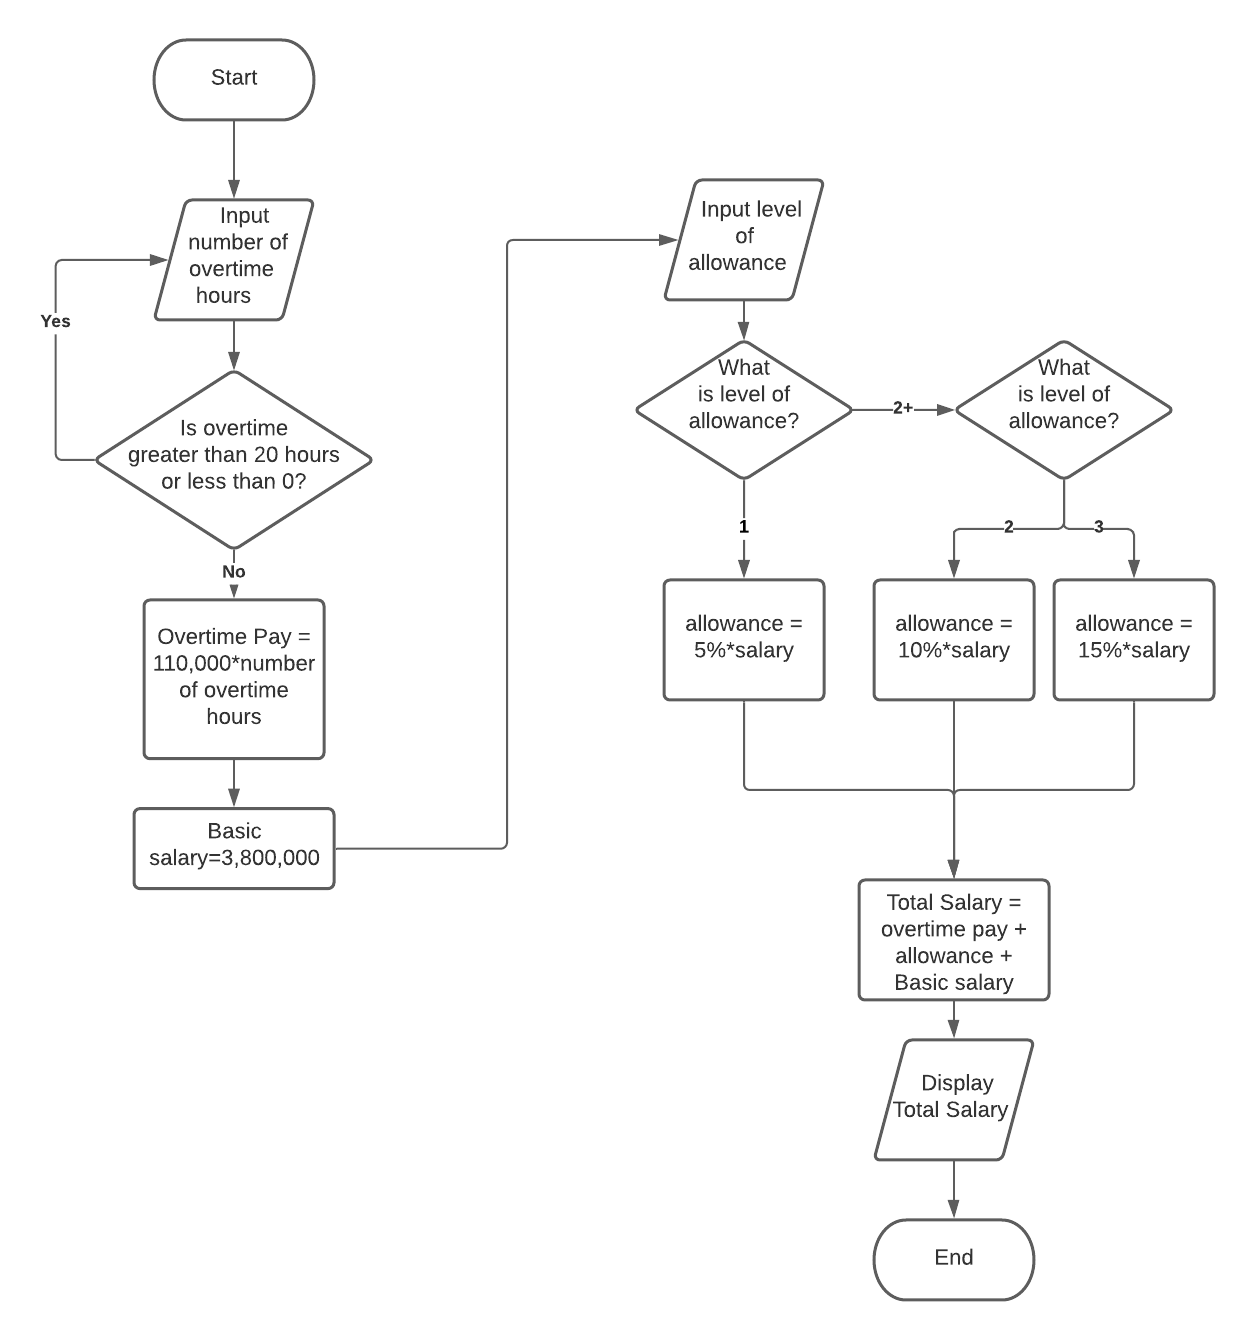 Start
Input
number of
overtime
hours
Yes
Is overtime
greater than 20 hours
or less than 0?
No
Overtime Pay =
110,000*number
of overtime
hours
Basic
salary=3,800,000
Input level
of
allowance
What
is level of
allowance?
2+
What
is level of
allowance?
1
2
3
allowance =
5%*salary
allowance =
10%*salary
allowance =
15%*salary
Total Salary =
overtime pay +
allowance +
Basic salary
Display
Total Salary
End